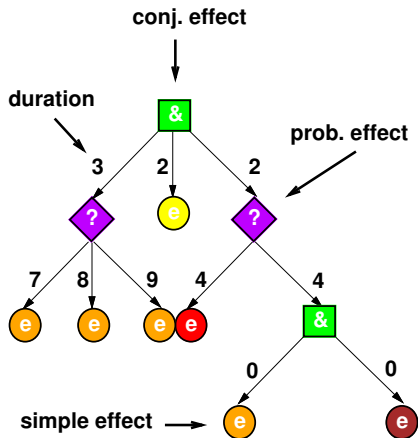 conj. effect
duration
&
prob. effect
3 2 2
? e ?
7 8 9 4 4
e e e e &
0 0
simple effect e e